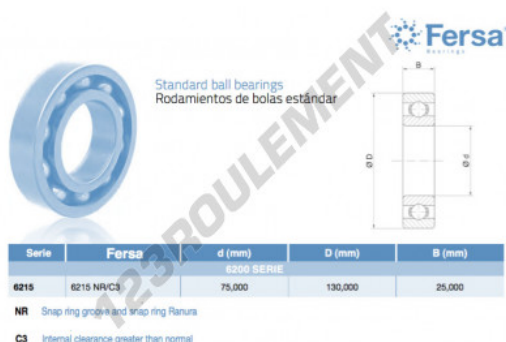 Fersa
Bearings
Standard ball bearings
Rodamientos de bolas estándar
B
Ø D
Ø d
Serie Fersa d (mm) D (mm) B (mm)
6200 SERIE
6215 6215 NR/C3 75,000 130,000 25,000
NR Snap ring groove and snap ring Ranura
C3 Internal clearance greater than normal
123ROULEMENT